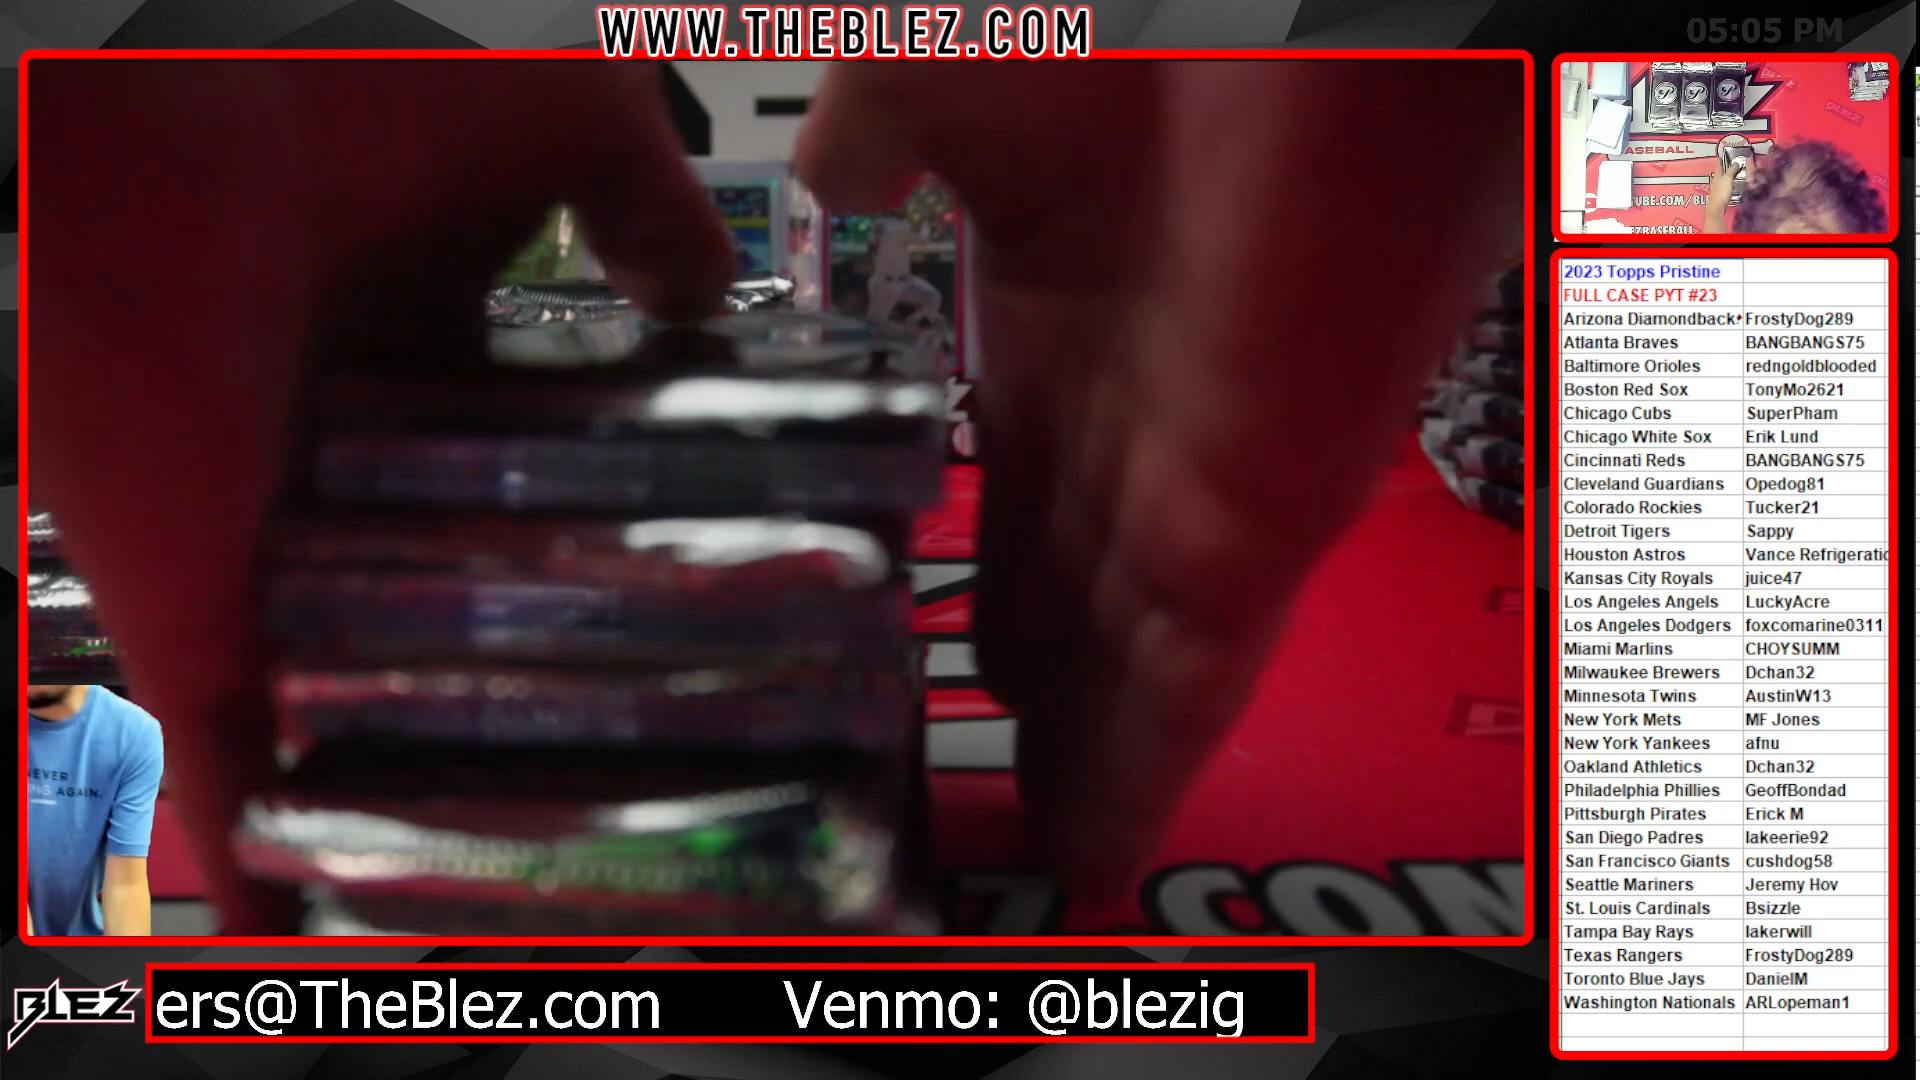 WWW.THEBLEZ.COM
05:05 PM
BASEBALL
2023 Topps Pristine
FULL CASE PYT #23
Arizona Diamondback FrostyDog289
Atlanta Braves BANGBANGS75
Baltimore Orioles redngoldblooded
Boston Red Sox TonyMo2621
Chicago Cubs SuperPham
Chicago White Sox Erik Lund
Cincinnati Reds BANGBANGS75
Cleveland Guardians Opedog81
Colorado Rockies Tucker21
Detroit Tigers Sappy
Houston Astros Vance Refrigeratio
Kansas City Royals juice47
Los Angeles Angels LuckyAcre
Los Angeles Dodgers foxcomarine0311
Miami Marlins CHOYSUMM
Milwaukee Brewers Dchan32
Minnesota Twins AustinW13
New York Mets MF Jones
New York Yankees afnu
Oakland Athletics Dchan32
Philadelphia Phillies GeoffBondad
Pittsburgh Pirates Erick M
San Diego Padres lakeerie92
San Francisco Giants cushdog58
Seattle Mariners Jeremy Hov
St. Louis Cardinals Bsizzle
Tampa Bay Rays lakerwill
Texas Rangers FrostyDog289
Toronto Blue Jays DanielM
Washington Nationals ARLopeman1
NEVER
AGAIN.
.COM
BLEZ
ers@TheBlez.com Venmo: @blezig